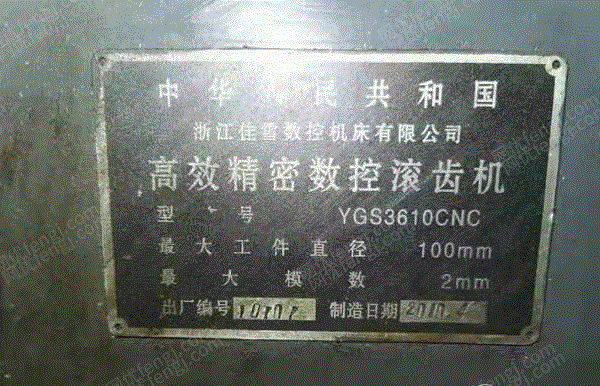 中华 民共和国
浙江佳雪数控机床有限公司
高效精密数控滚齿机
型号 YGS3610CNC
最大工件直径 100mm
最大模数 2mm
出厂编号 制造日期